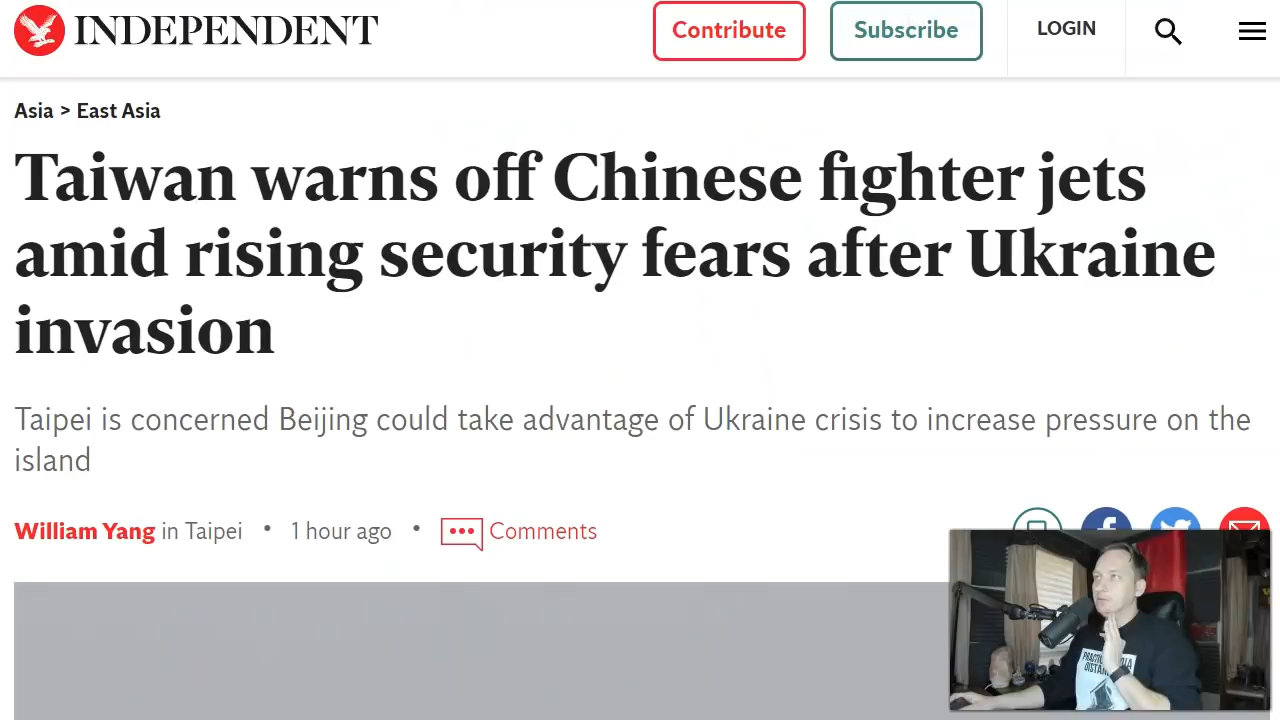 INDEPENDENT
Contribute
Subscribe
LOGIN
Asia > East Asia
Taiwan warns off Chinese fighter jets
amid rising security fears after Ukraine
invasion
Taipei is concerned Beijing could take advantage of Ukraine crisis to increase pressure on the
island
William Yang in Taipei • 1 hour ago • Comments